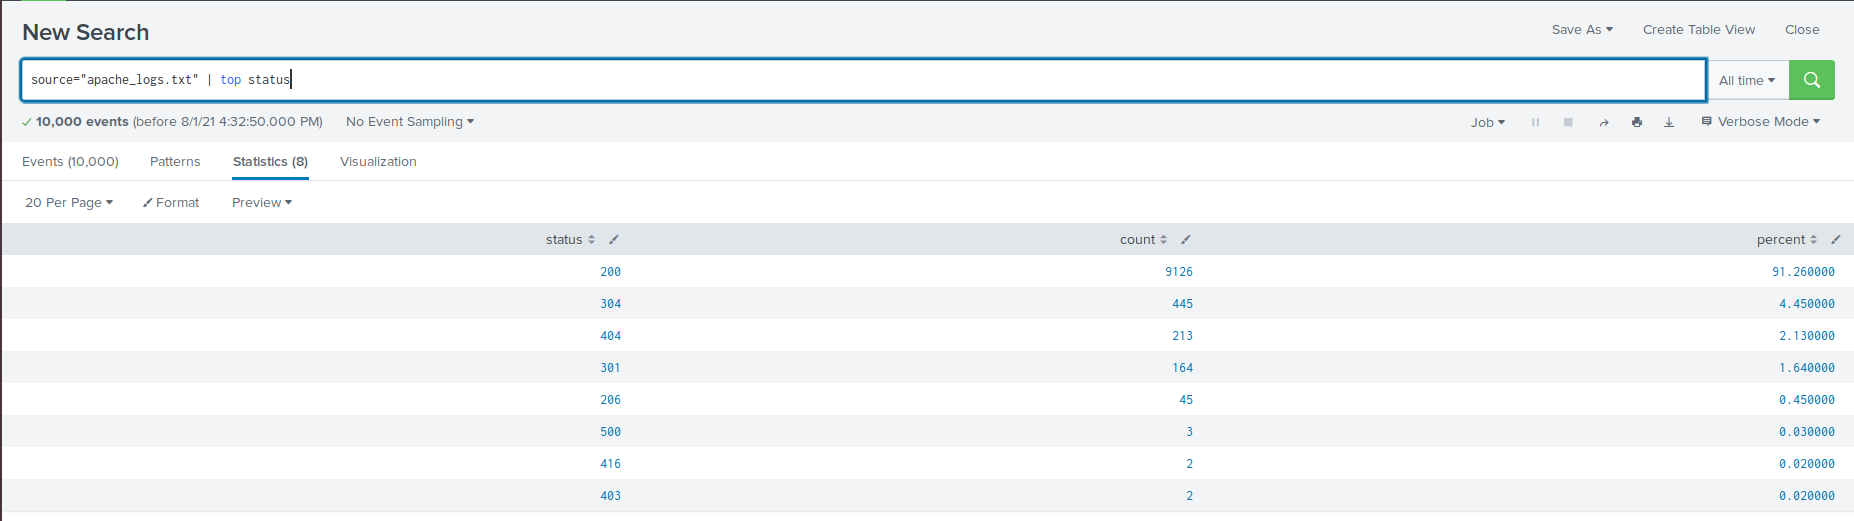 New Search
Save As Create Table View Close
source="apache_logs.txt" | top status
All time
10,000 events (before 8/1/21 4:32:50.000 PM) No Event Sampling
Job Verbose Mode
Events (10,000) Patterns Statistics (8) Visualization
20 Per Page Format Preview
status count percent
200 9126 91.260000
304 445 4.450000
404 213 2.130000
301 164 1.640000
206 45 0.450000
500 3 0.030000
416 2 0.020000
403 2 0.020000